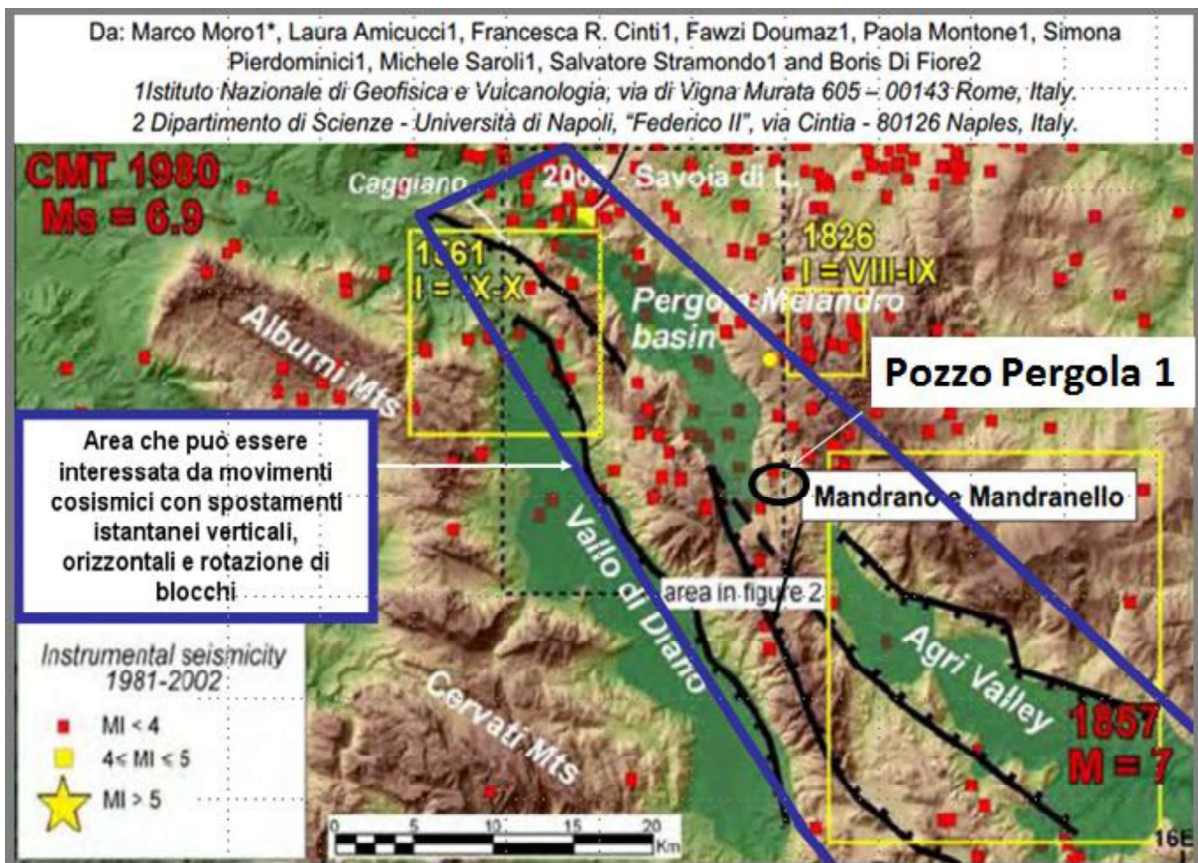 Da: Marco Moro1*, Laura Amicucci1, Francesca R. Cinti1, Fawzi Doumaz1, Paola Montone1, Simona
Pierdominici1, Michele Saroli1, Salvatore Stramondo1 and Boris Di Fiore2
1Istituto Nazionale di Geofisica e Vulcanologia, via di Vigna Murata 605 – 00143 Rome, Italy.
2 Dipartimento di Scienze - Università di Napoli, "Federico II", via Cintia - 80126 Naples, Italy.
CMT 1980
Ms = 6.9
Caggiano
- Savoia di L.
1561
I = IX-X
1826
I = VIII-IX
Pergola-Melandro
basin
Alburni Mts
Pozzo Pergola 1
Area che può essere
interessata da movimenti
cosismici con spostamenti
istantanei verticali,
orizzontali e rotazione di
blocchi
Mandrano e Mandranello
Vallo di Diano
area in figure 2
Agri Valley
Cervati Mts
1857
M = 7
Instrumental seismicity
1981-2002
Ml < 4
4≤ Ml ≤ 5
Ml > 5
0 5 10 15 20
Km
16E